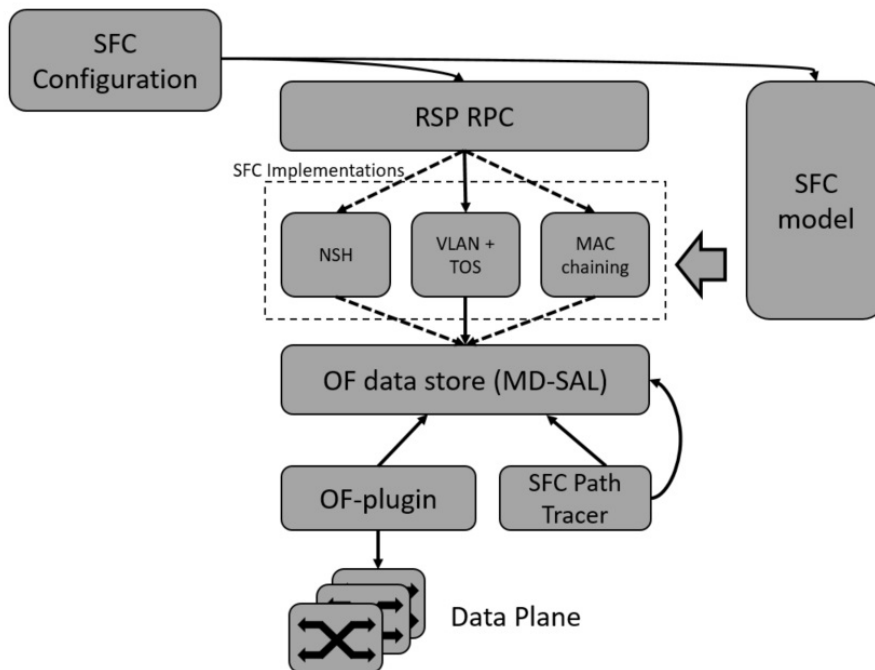 SFC
Configuration
RSP RPC
SFC Implementations
NSH
VLAN +
TOS
MAC
chaining
SFC
model
OF data store (MD-SAL)
OF-plugin
SFC Path
Tracer
Data Plane